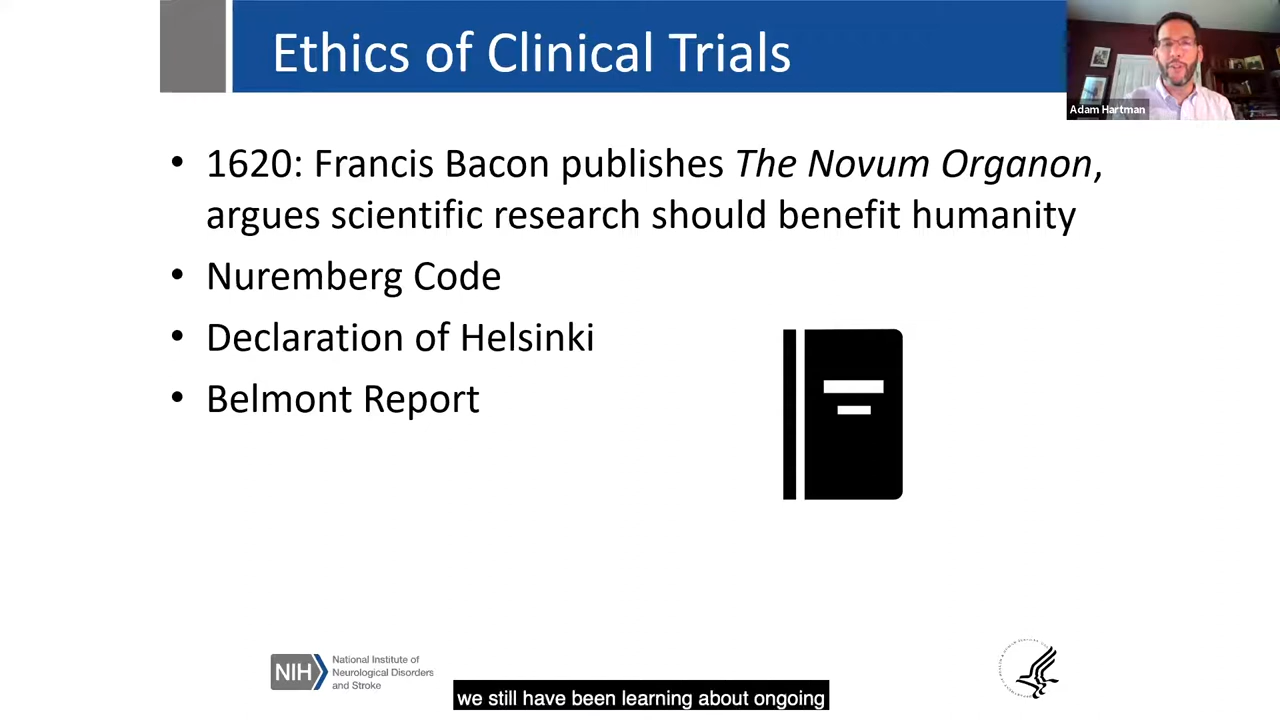 Ethics of Clinical Trials
Adam Hartman
• 1620: Francis Bacon publishes The Novum Organon,
argues scientific research should benefit humanity
• Nuremberg Code
• Declaration of Helsinki
• Belmont Report
NIH
National Institute of
Neurological Disorders
and Stroke
we still have been learning about ongoing